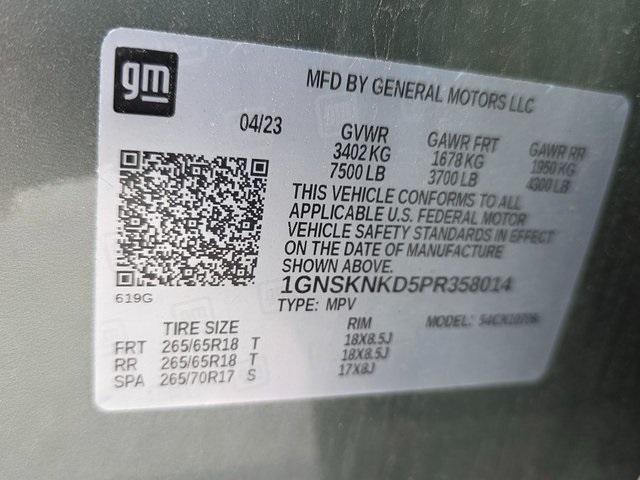 gm
MFD BY GENERAL MOTORS LLC
04/23
GVWR GAWR FRT GAWR RR
3402 KG 1678 KG 1950 KG
7500 LB 3700 LB 4300 LB
THIS VEHICLE CONFORMS TO ALL
APPLICABLE U.S. FEDERAL MOTOR
VEHICLE SAFETY STANDARDS IN EFFECT
ON THE DATE OF MANUFACTURE
SHOWN ABOVE.
619G
1GNSKNKD5PR358014
TYPE: MPV
MODEL:
TIRE SIZE RIM
FRT 265/65R18 T 18X8.5J
RR 265/65R18 T 18X8.5J
SPA 265/70R17 S 17X8J